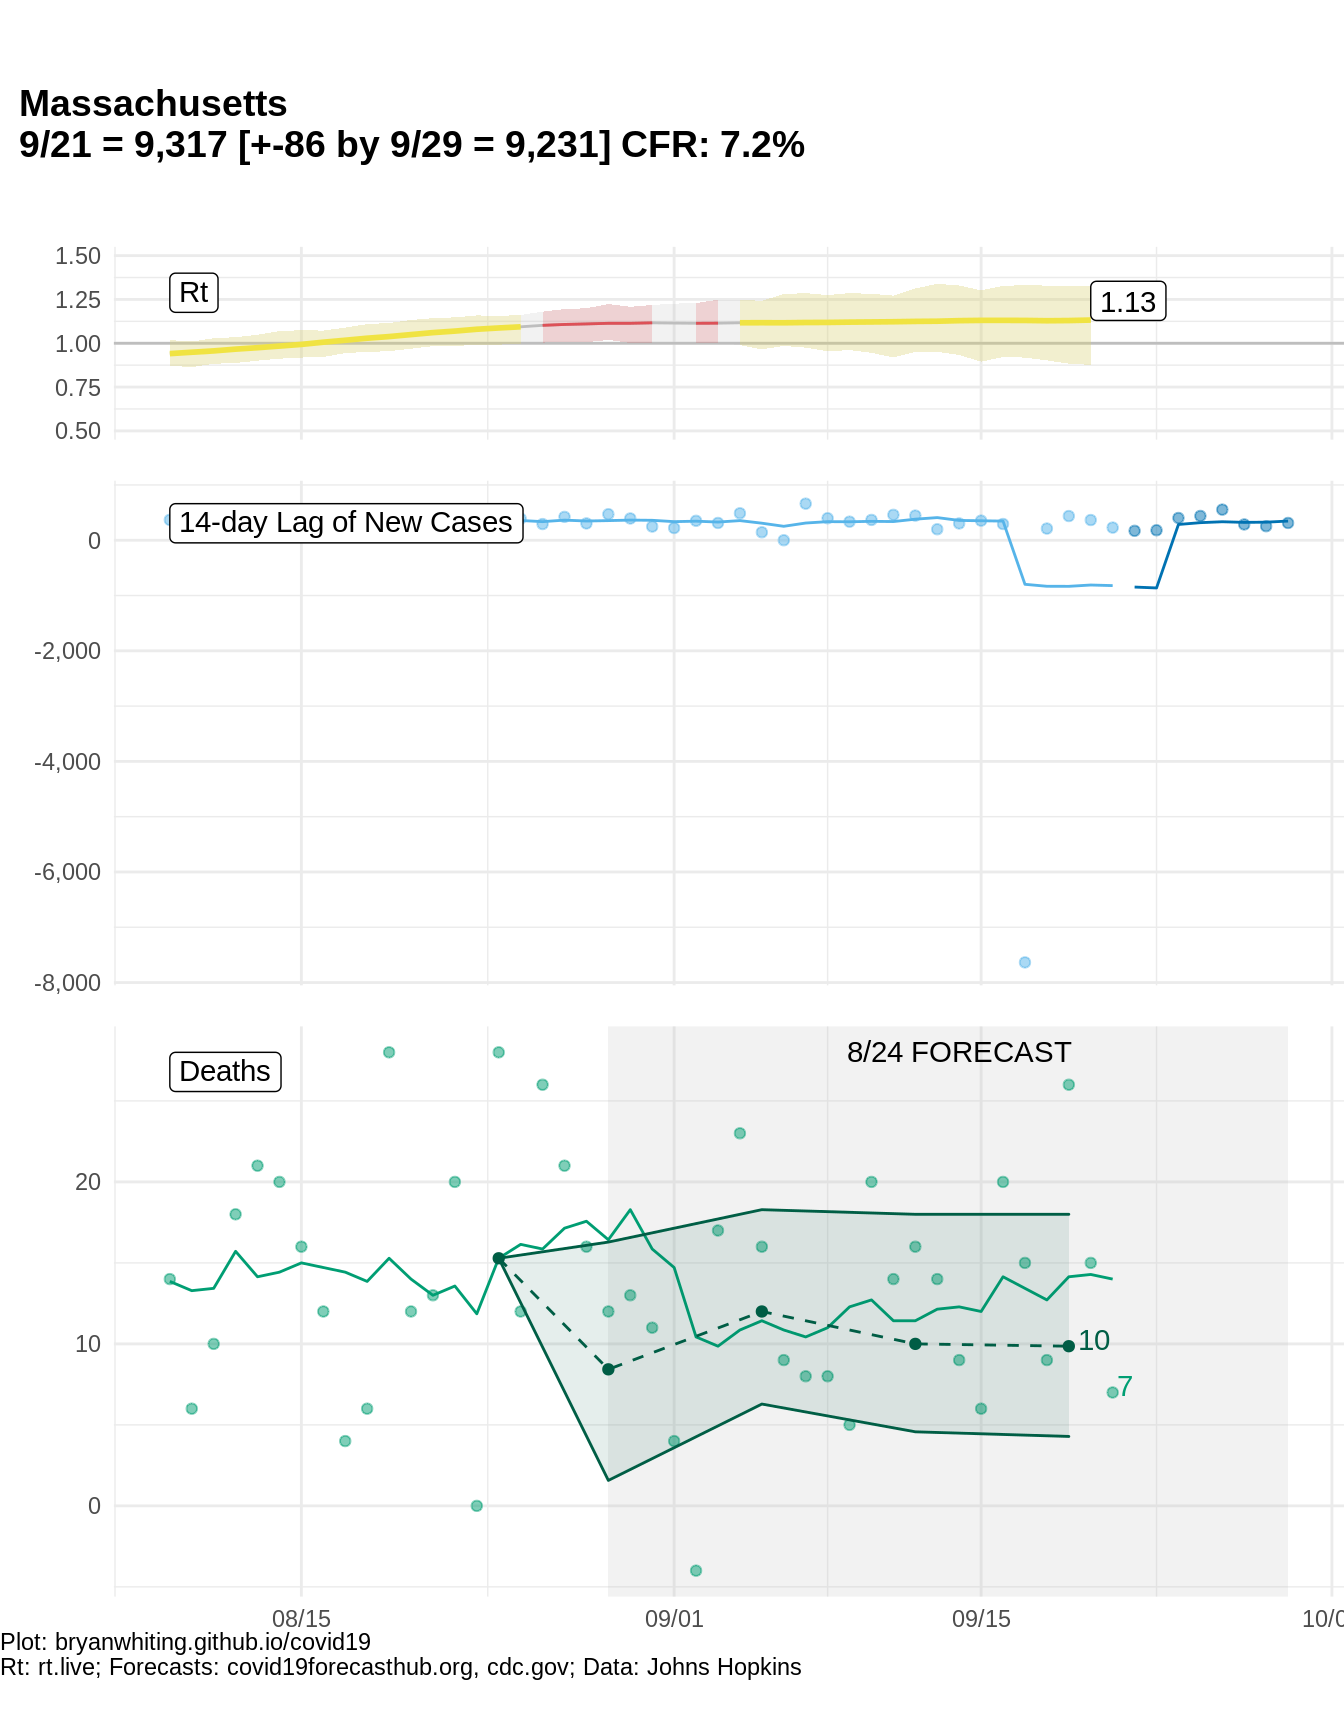 Massachusetts
9/21 = 9,317 [+-86 by 9/29 = 9,231] CFR: 7.2%
1.50
Rt
1.25
1.13
1.00
0.75
0.50
14-day Lag of New Cases
0
-2,000
-4,000
-6,000
-8,000
8/24 FORECAST
Deaths
20
10
10
7
0
08/15
09/01
09/15
10/0
Plot: bryanwhiting.github.io/covid19
Rt: rt.live; Forecasts: covid19forecasthub.org, cdc.gov; Data: Johns Hopkins